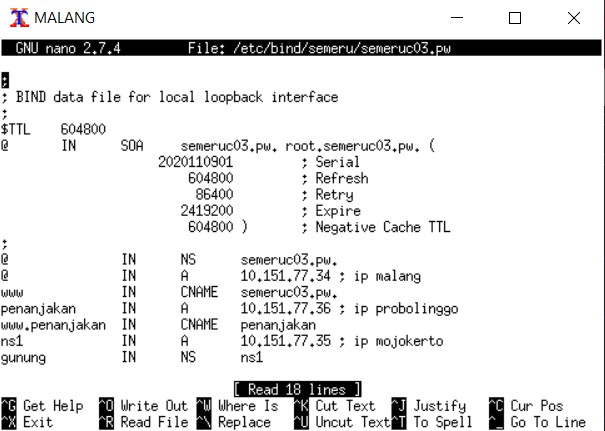 MALANG
GNU nano 2.7.4 File: /etc/bind/semeru/semeruc03.pw
;
; BIND data file for local loopback interface
;
$TTL 604800
@ IN SOA semeruc03.pw. root.semeruc03.pw. (
2020110901 ; Serial
604800 ; Refresh
86400 ; Retry
2419200 ; Expire
604800 ) ; Negative Cache TTL
;
@ IN NS semeruc03.pw.
@ IN A 10.151.77.34 ; ip malang
www IN CNAME semeruc03.pw.
penanjakan IN A 10.151.77.36 ; ip probolinggo
www.penanjakan IN CNAME penanjakan
ns1 IN A 10.151.77.35 ; ip mojokerto
gunung IN NS ns1
[ Read 18 lines ]
^G Get Help ^O Write Out ^W Where Is ^K Cut Text ^J Justify ^C Cur Pos
^X Exit ^R Read File ^\ Replace ^U Uncut Text ^T To Spell ^_ Go To Line